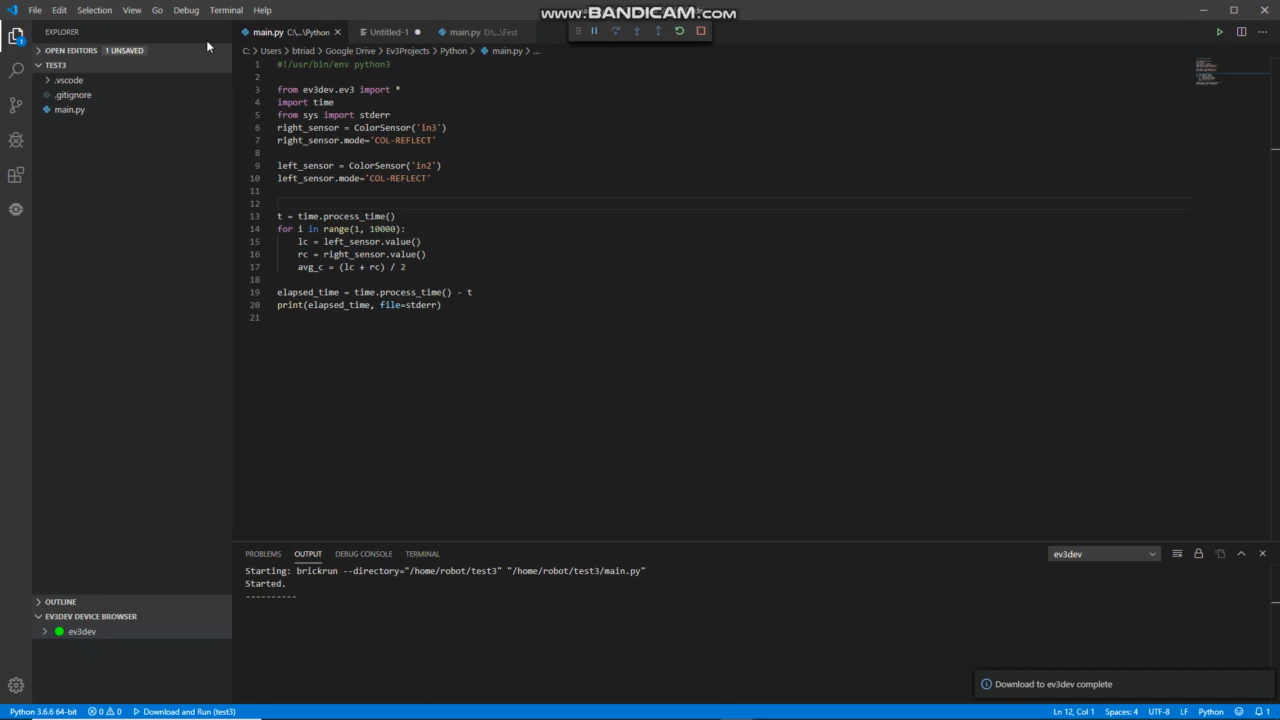 File Edit Selection View Go Debug Terminal Help
WWW.BANDICAM.COM
EXPLORER
main.py C:\...\Python
Untitled-1
main.py D:\...\First
OPEN EDITORS 1 UNSAVED
C: > Users > btriad > Google Drive > Ev3Projects > Python > main.py > ...
TEST3
.vscode
.gitignore
main.py
1 #!/usr/bin/env python3
2
3 from ev3dev.ev3 import *
4 import time
5 from sys import stderr
6 right_sensor = ColorSensor('in3')
7 right_sensor.mode='COL-REFLECT'
8
9 left_sensor = ColorSensor('in2')
10 left_sensor.mode='COL-REFLECT'
11
12
13 t = time.process_time()
14 for i in range(1, 10000):
15 lc = left_sensor.value()
16 rc = right_sensor.value()
17 avg_c = (lc + rc) / 2
18
19 elapsed_time = time.process_time() - t
20 print(elapsed_time, file=stderr)
21
PROBLEMS OUTPUT DEBUG CONSOLE TERMINAL
ev3dev
Starting: brickrun --directory="/home/robot/test3" "/home/robot/test3/main.py"
Started.
----------
OUTLINE
EV3DEV DEVICE BROWSER
ev3dev
Download to ev3dev complete
Python 3.6.6 64-bit 0 0 Download and Run (test3)
Ln 12, Col 1 Spaces: 4 UTF-8 LF Python 1